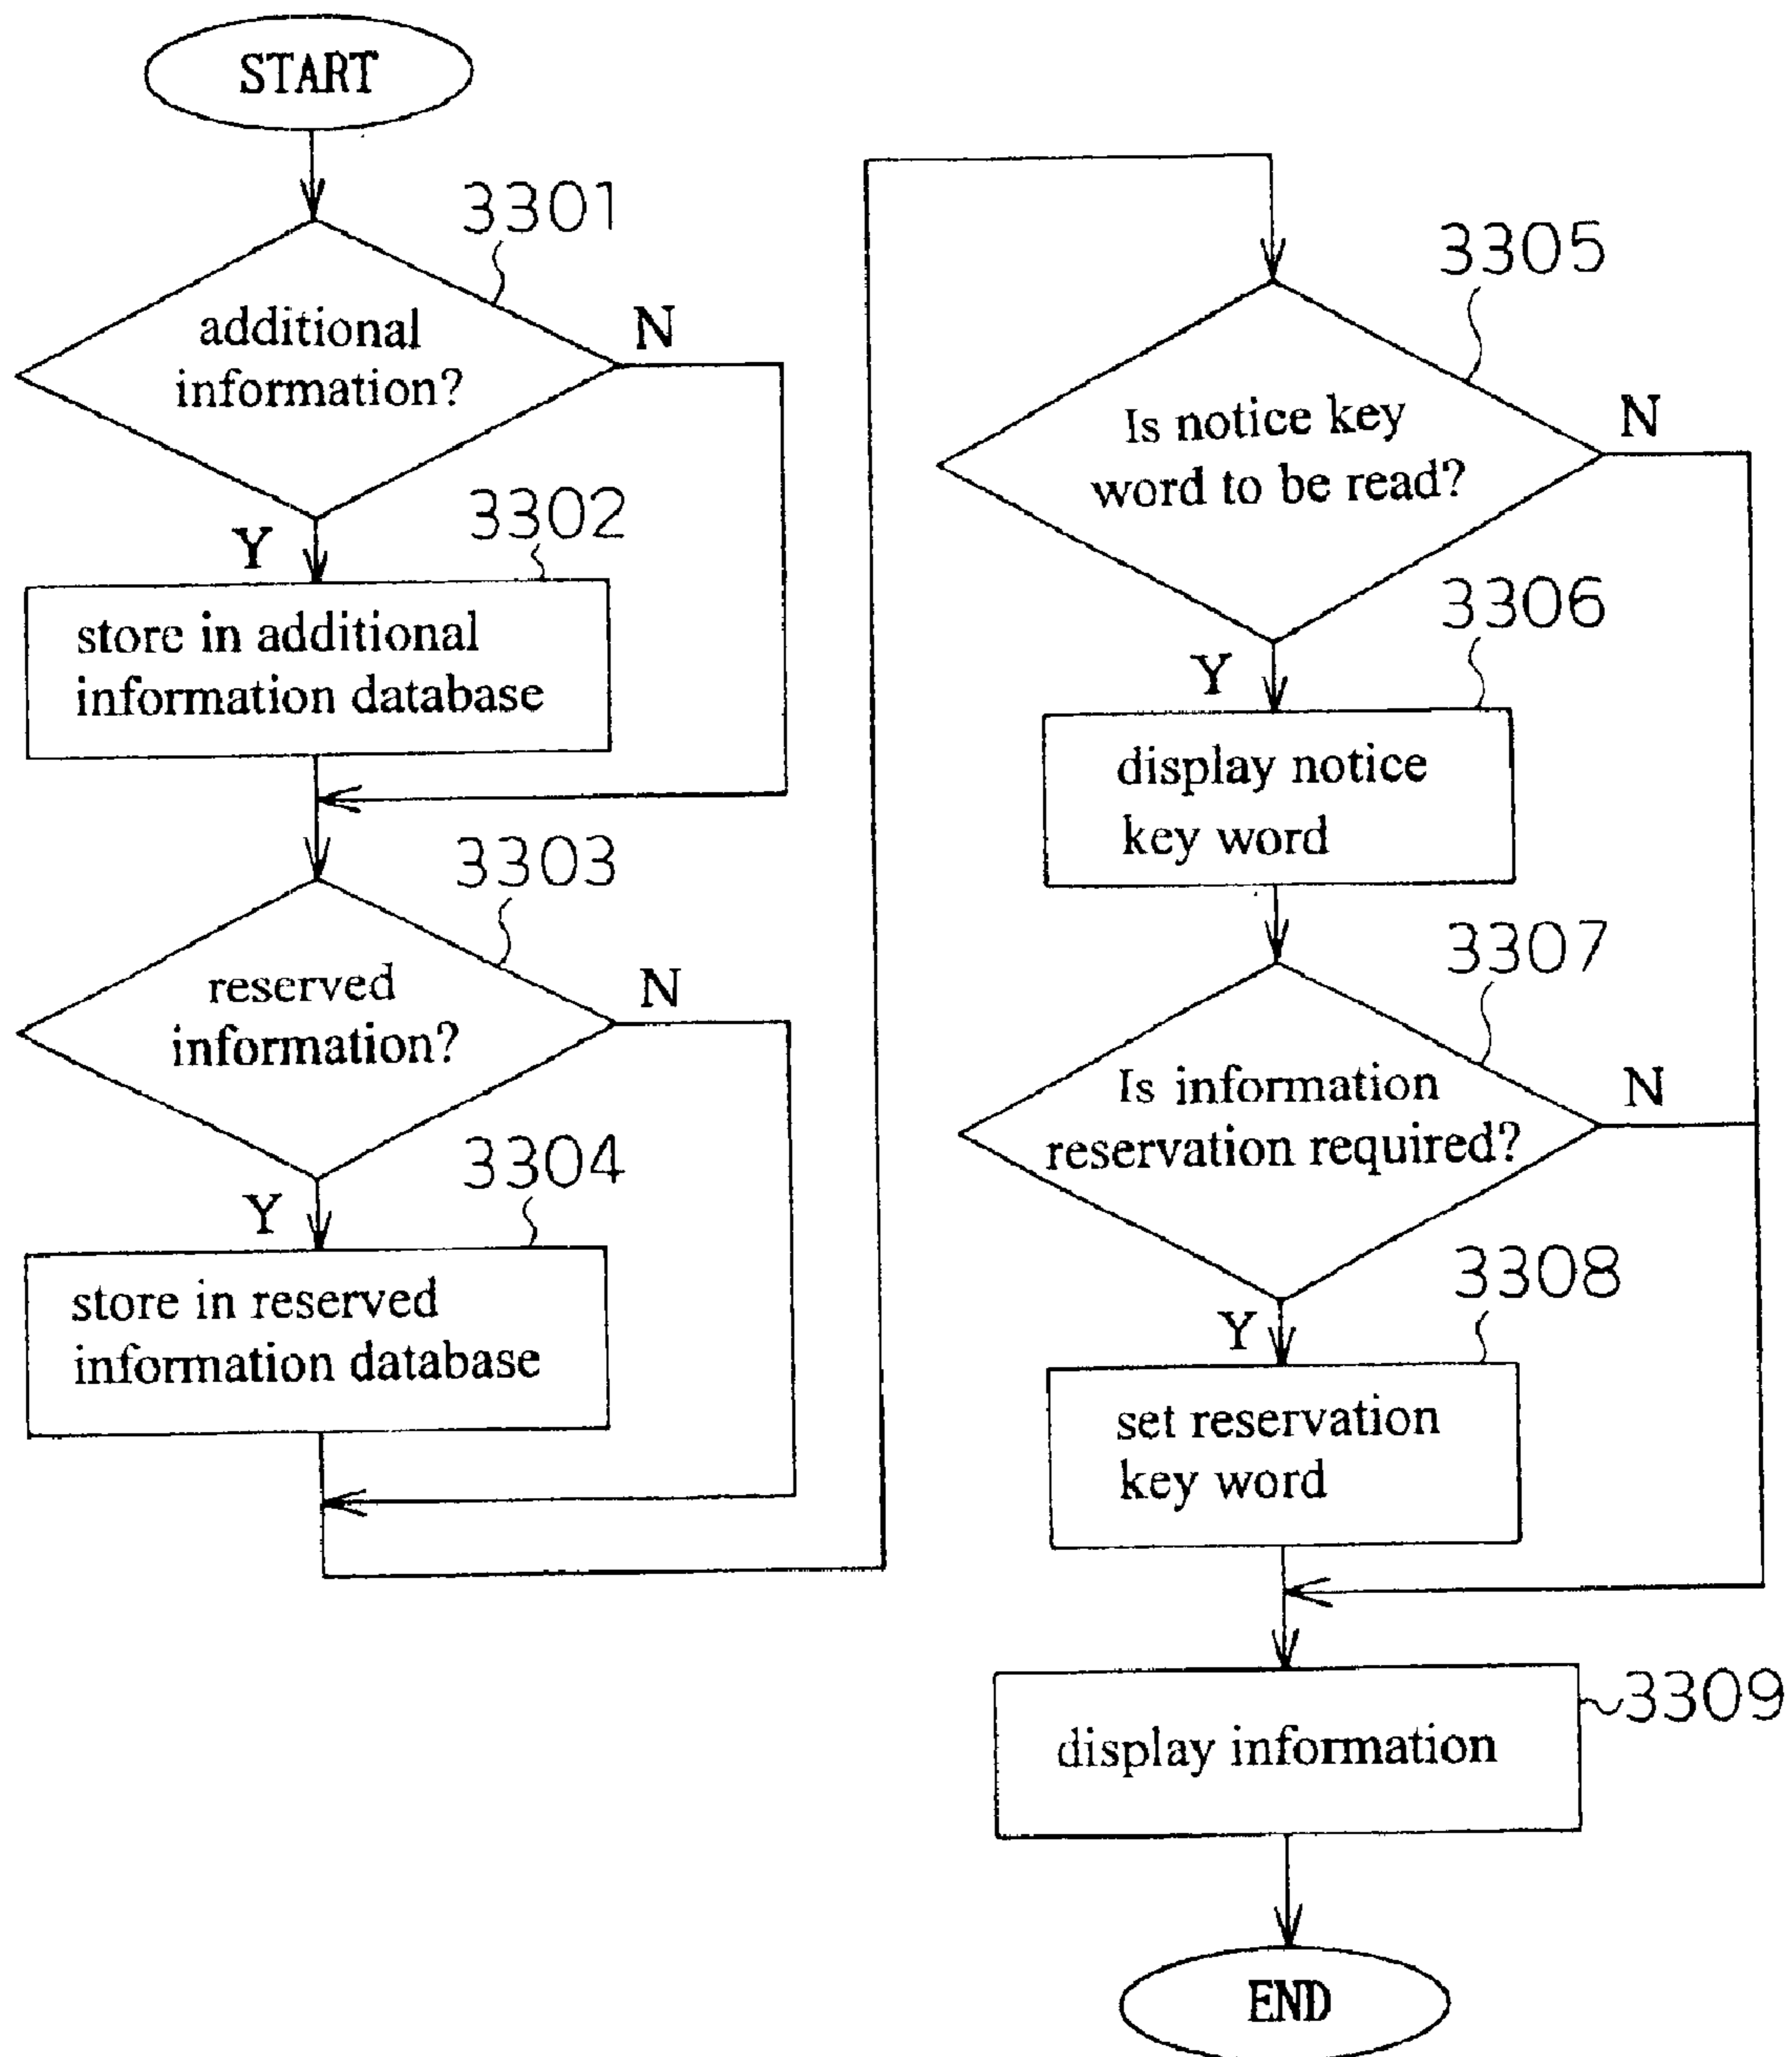 START
3301
additional
information?
N
Y
3302
store in additional
information database
3303
reserved
information?
N
Y
3304
store in reserved
information database
3305
Is notice key
word to be read?
N
Y
3306
display notice
key word
3307
Is information
reservation required?
N
Y
3308
set reservation
key word
3309
display information
END